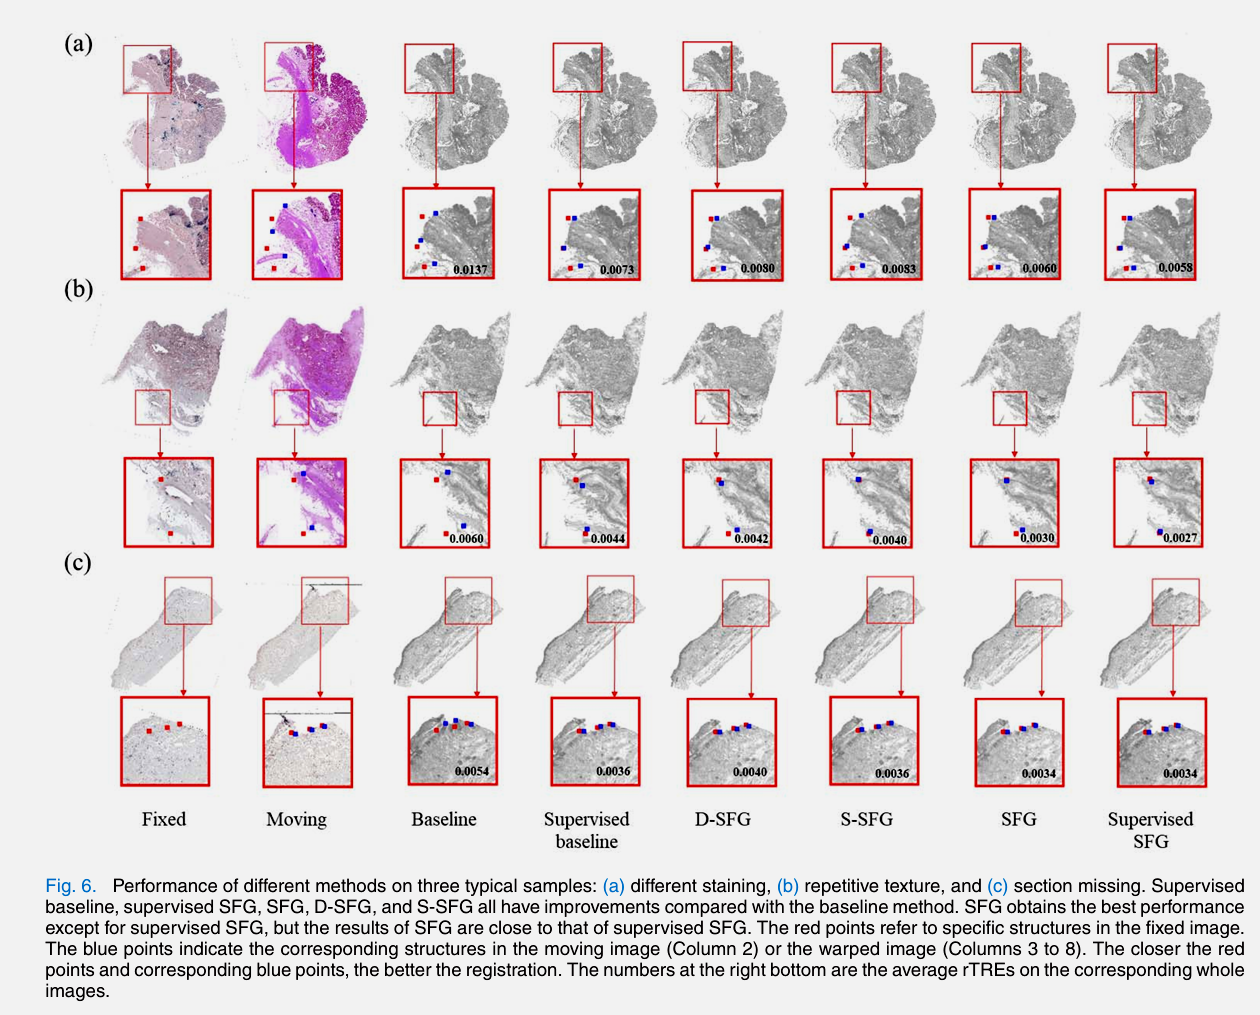 (a)
0.0137 0.0073 0.0080 0.0083 0.0060 0.0058
(b)
0.0060 0.0044 0.0042 0.0040 0.0030 0.0027
(c)
0.0054 0.0036 0.0040 0.0036 0.0034 0.0034
Fixed Moving Baseline Supervised baseline D-SFG S-SFG SFG Supervised SFG
Fig. 6. Performance of different methods on three typical samples: (a) different staining, (b) repetitive texture, and (c) section missing. Supervised
baseline, supervised SFG, SFG, D-SFG, and S-SFG all have improvements compared with the baseline method. SFG obtains the best performance
except for supervised SFG, but the results of SFG are close to that of supervised SFG. The red points refer to specific structures in the fixed image.
The blue points indicate the corresponding structures in the moving image (Column 2) or the warped image (Columns 3 to 8). The closer the red
points and corresponding blue points, the better the registration. The numbers at the right bottom are the average rTREs on the corresponding whole
images.